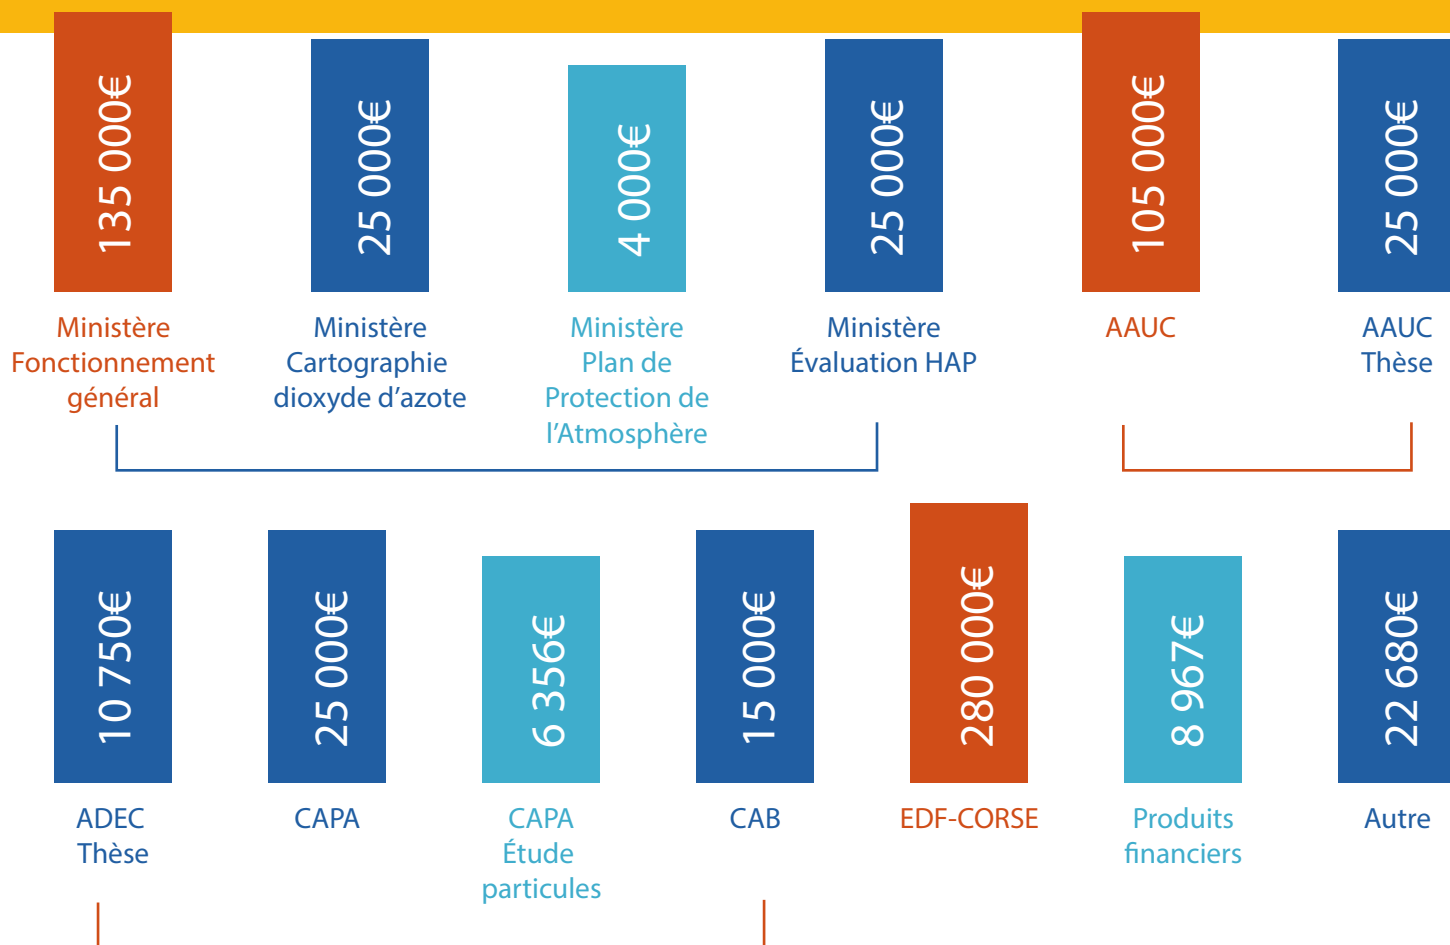 135 000€
25 000€
4 000€
25 000€
105 000€
25 000€
Ministère
Fonctionnement
général
Ministère
Cartographie
dioxyde d’azote
Ministère
Plan de
Protection de
l’Atmosphère
Ministère
Évaluation HAP
AAUC
AAUC
Thèse
10 750€
25 000€
6 356€
15 000€
280 000€
8 967€
22 680€
ADEC
Thèse
CAPA
CAPA
Étude
particules
CAB
EDF-CORSE
Produits
financiers
Autre